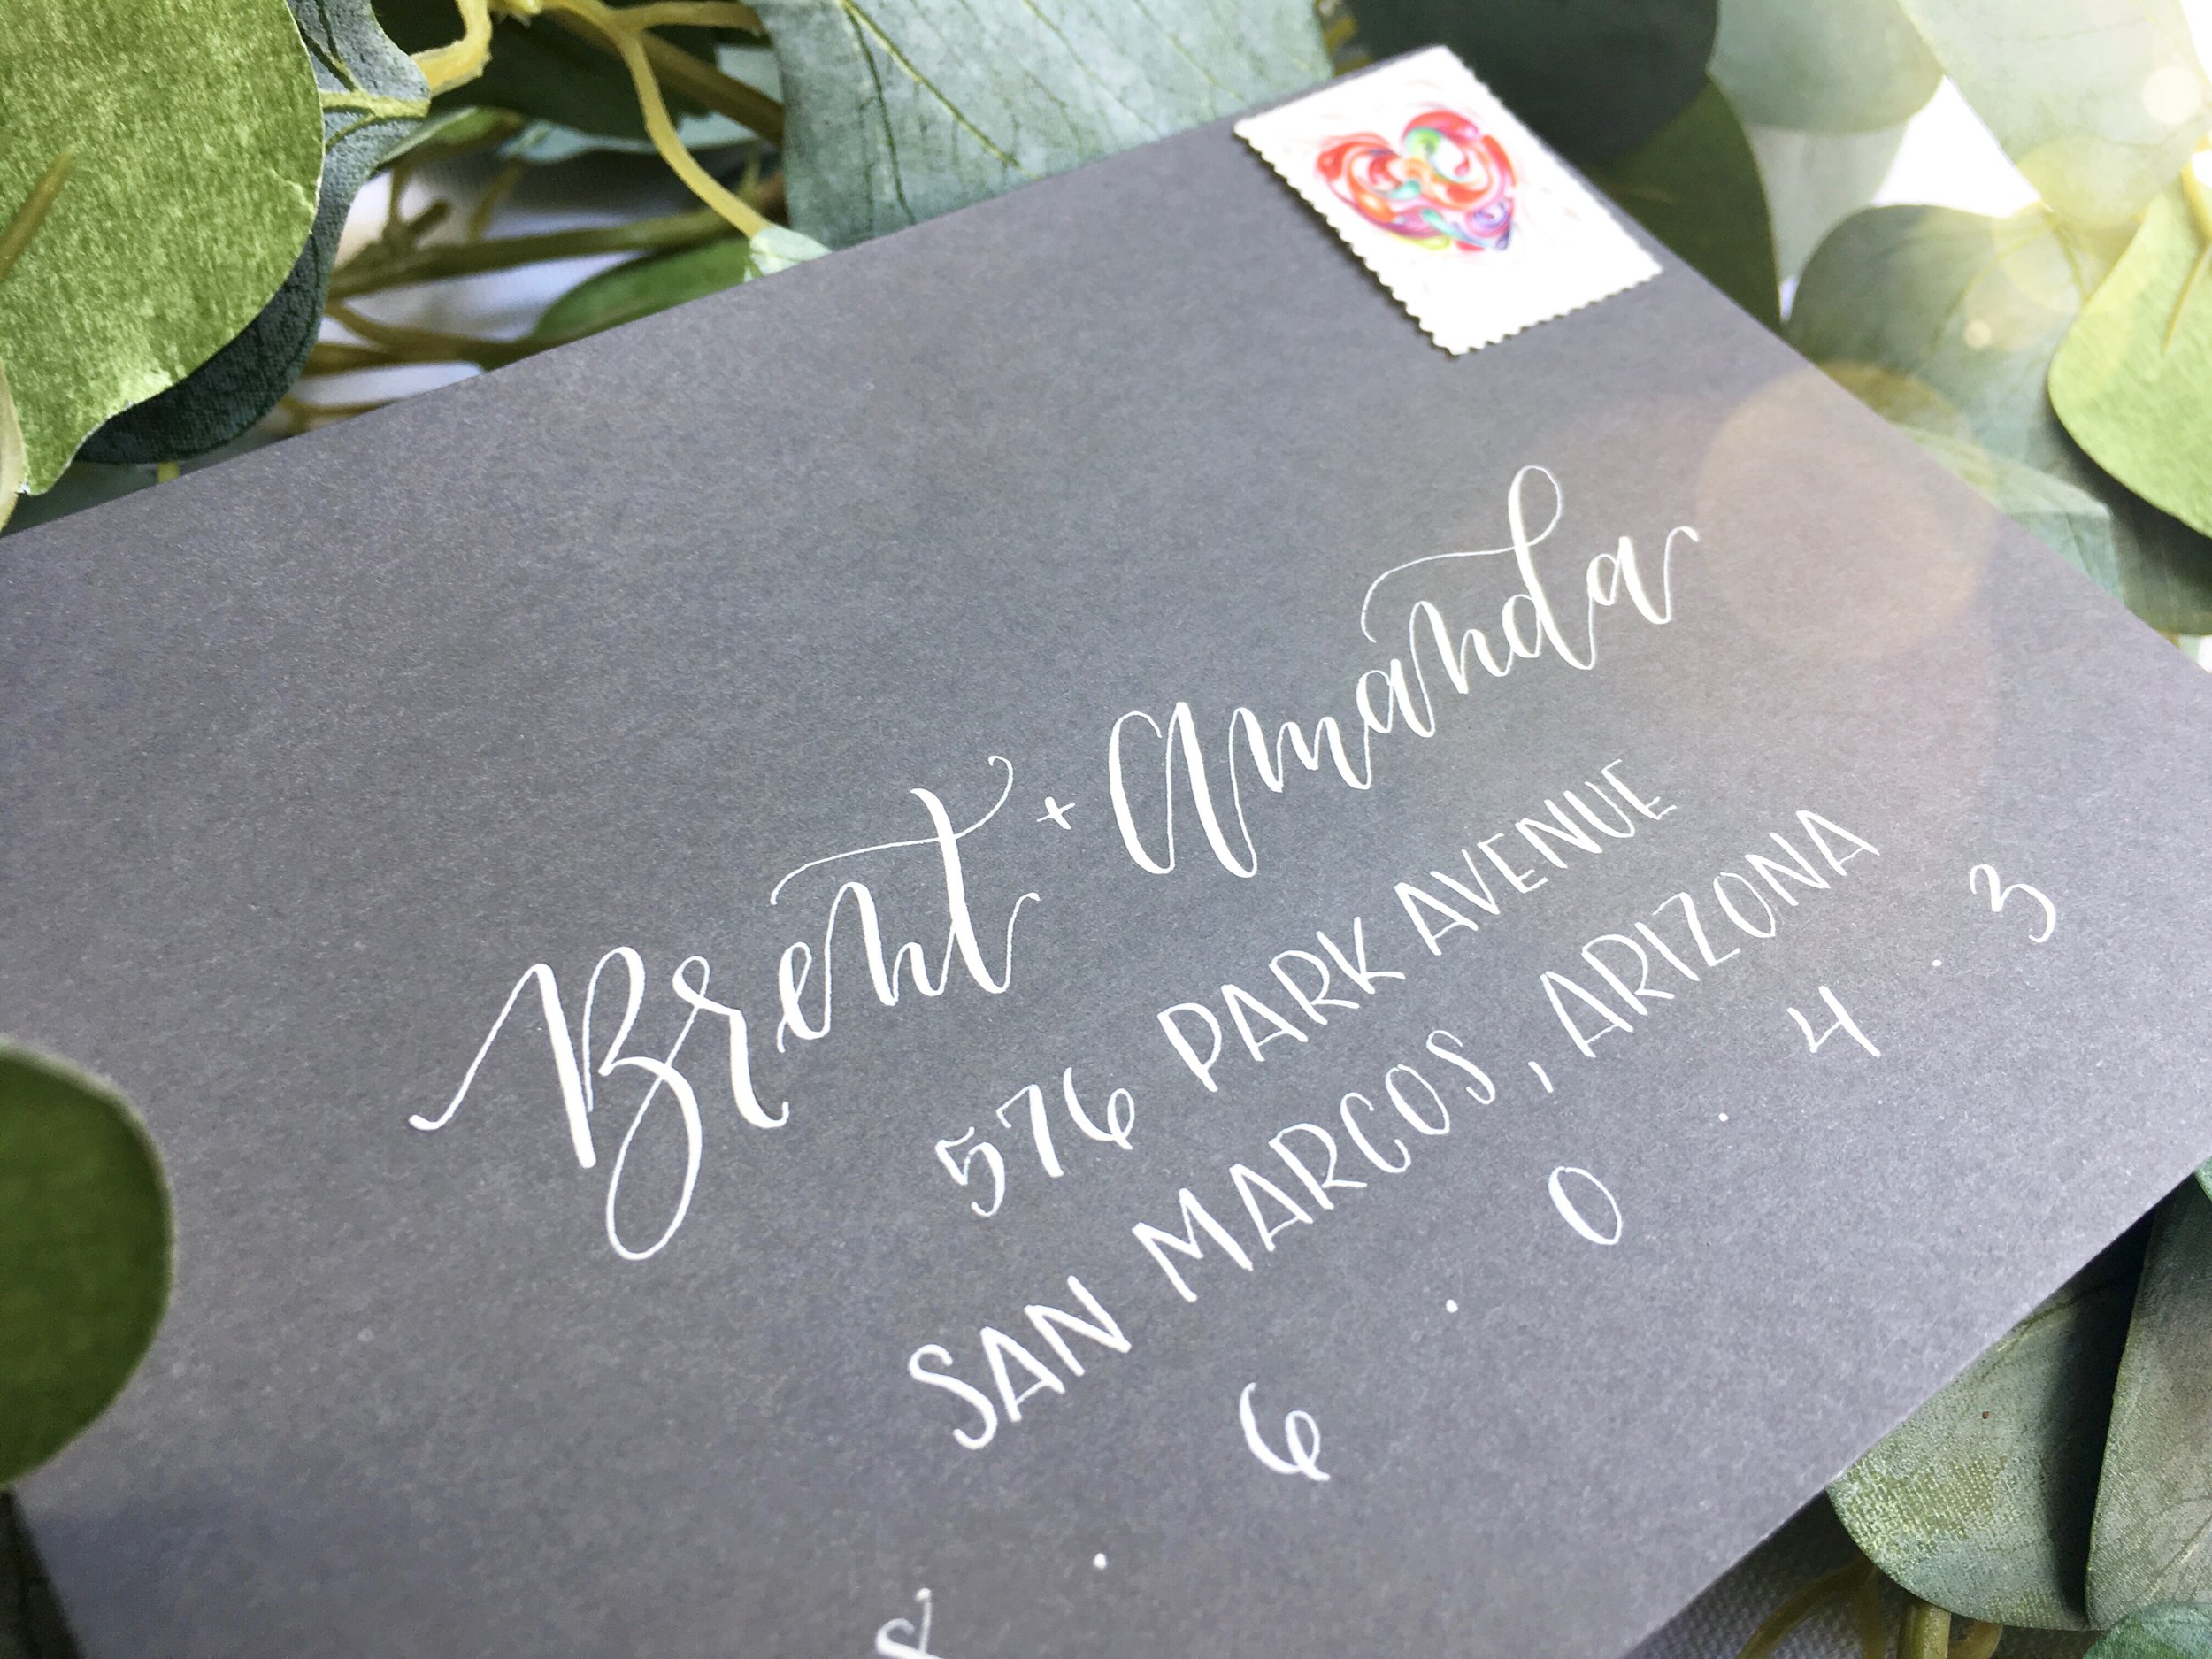 Brent + Amanda
576 PARK AVENUE
SAN MARCOS, ARIZONA
6 . 0 . 4 . 3